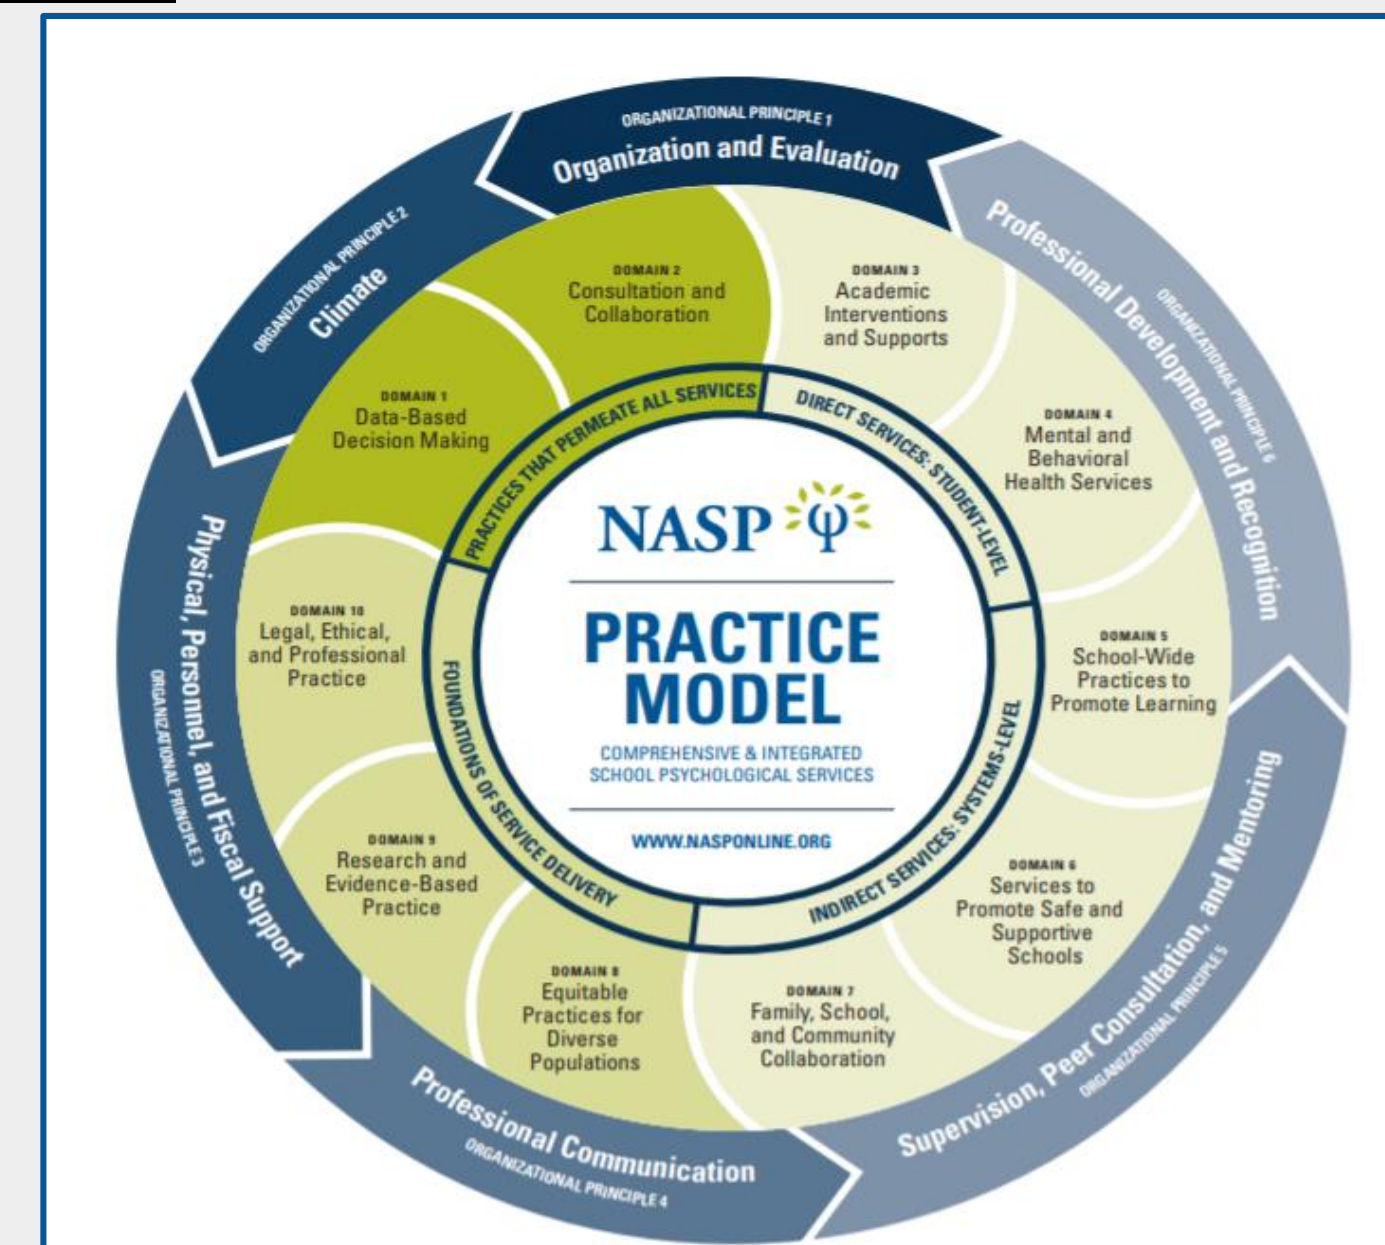 ORGANIZATIONAL PRINCIPLE 1
Organization and Evaluation
ORGANIZATIONAL PRINCIPLE 2
Climate
ORGANIZATIONAL PRINCIPLE 3
Physical, Personnel, and Fiscal Support
Professional Communication
ORGANIZATIONAL PRINCIPLE 4
Supervision, Peer Consultation, and Mentoring
ORGANIZATIONAL PRINCIPLE 5
Professional Development and Recognition
ORGANIZATIONAL PRINCIPLE 6
DOMAIN 1
Data-Based
Decision Making
DOMAIN 2
Consultation and
Collaboration
DOMAIN 3
Academic
Interventions
and Supports
DOMAIN 4
Mental and
Behavioral
Health Services
DOMAIN 5
School-Wide
Practices to
Promote Learning
DOMAIN 6
Services to
Promote Safe and
Supportive
Schools
DOMAIN 7
Family, School,
and Community
Collaboration
DOMAIN 8
Equitable
Practices for
Diverse
Populations
DOMAIN 9
Research and
Evidence-Based
Practice
DOMAIN 10
Legal, Ethical,
and Professional
Practice
PRACTICES THAT PERMEATE ALL SERVICES
DIRECT SERVICES: STUDENT-LEVEL
INDIRECT SERVICES: SYSTEMS-LEVEL
FOUNDATIONS OF SERVICE DELIVERY
NASP
PRACTICE
MODEL
COMPREHENSIVE & INTEGRATED
SCHOOL PSYCHOLOGICAL SERVICES
WWW.NASPONLINE.ORG